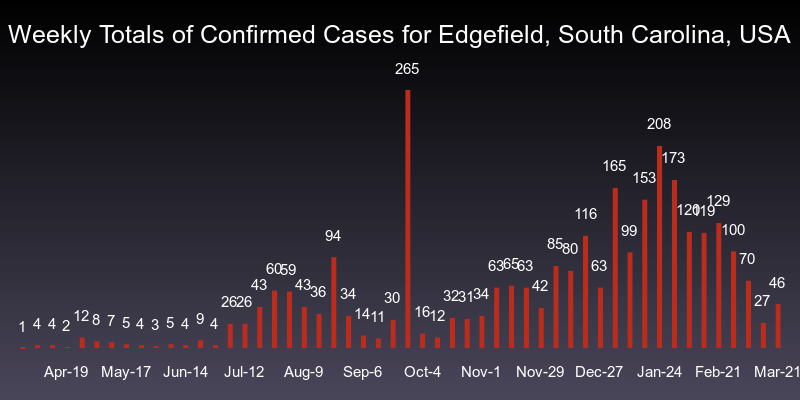 Weekly Totals of Confirmed Cases for Edgefield, South Carolina, USA
1 4 4 2 12 8 7 5 4 3 5 4 9 4 26 26 43 60 59 43 36 94 34 14 11 30 265 16 12 32 31 34 63 65 63 42 85 80 116 63 165 99 153 208 173 120 119 129 100 70 27 46
Apr-19 May-17 Jun-14 Jul-12 Aug-9 Sep-6 Oct-4 Nov-1 Nov-29 Dec-27 Jan-24 Feb-21 Mar-21